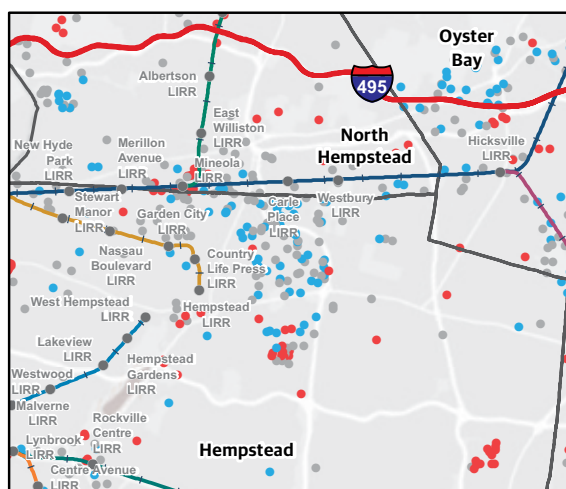 Oyster
Bay
Albertson
LIRR
495
East
Williston
LIRR
North
Hempstead
Hicksville
LIRR
New Hyde
Park
LIRR
Merillon
Avenue
LIRR
Mineola
LIRR
Stewart
Manor
LIRR
Garden City
LIRR
Carle
Place
LIRR
Westbury
LIRR
Nassau
Boulevard
LIRR
Country
Life Press
LIRR
West Hempstead
LIRR
Hempstead
LIRR
Lakeview
LIRR
Hempstead
Gardens
LIRR
Westwood
LIRR
Malverne
LIRR
Rockville
Centre
LIRR
Lynbrook
LIRR
Centre Avenue
LIRR
Hempstead